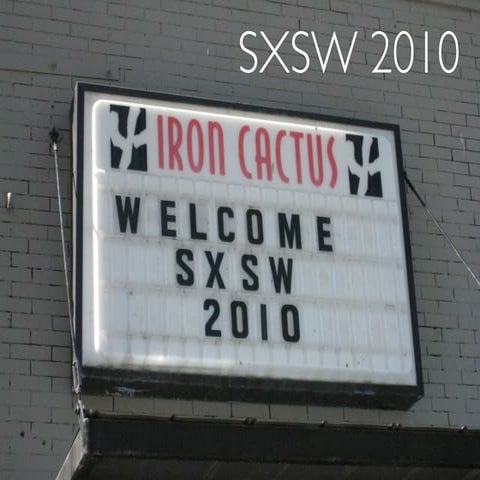 SXSW 2010
IRON CACTUS
WELCOME
SXSW
2010